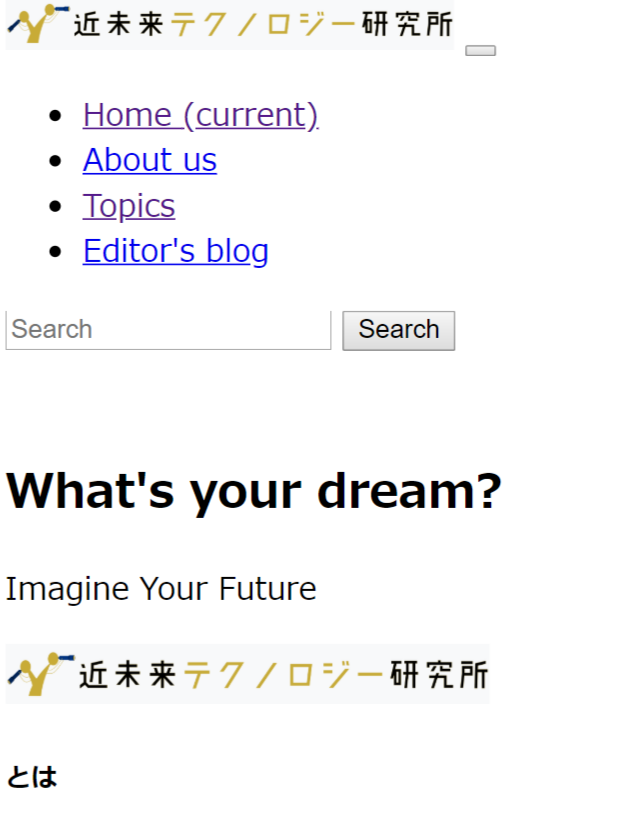 近未来テクノロジー研究所
Home (current)
About us
Topics
Editor's blog
Search Search
What's your dream?
Imagine Your Future
近未来テクノロジー研究所
とは